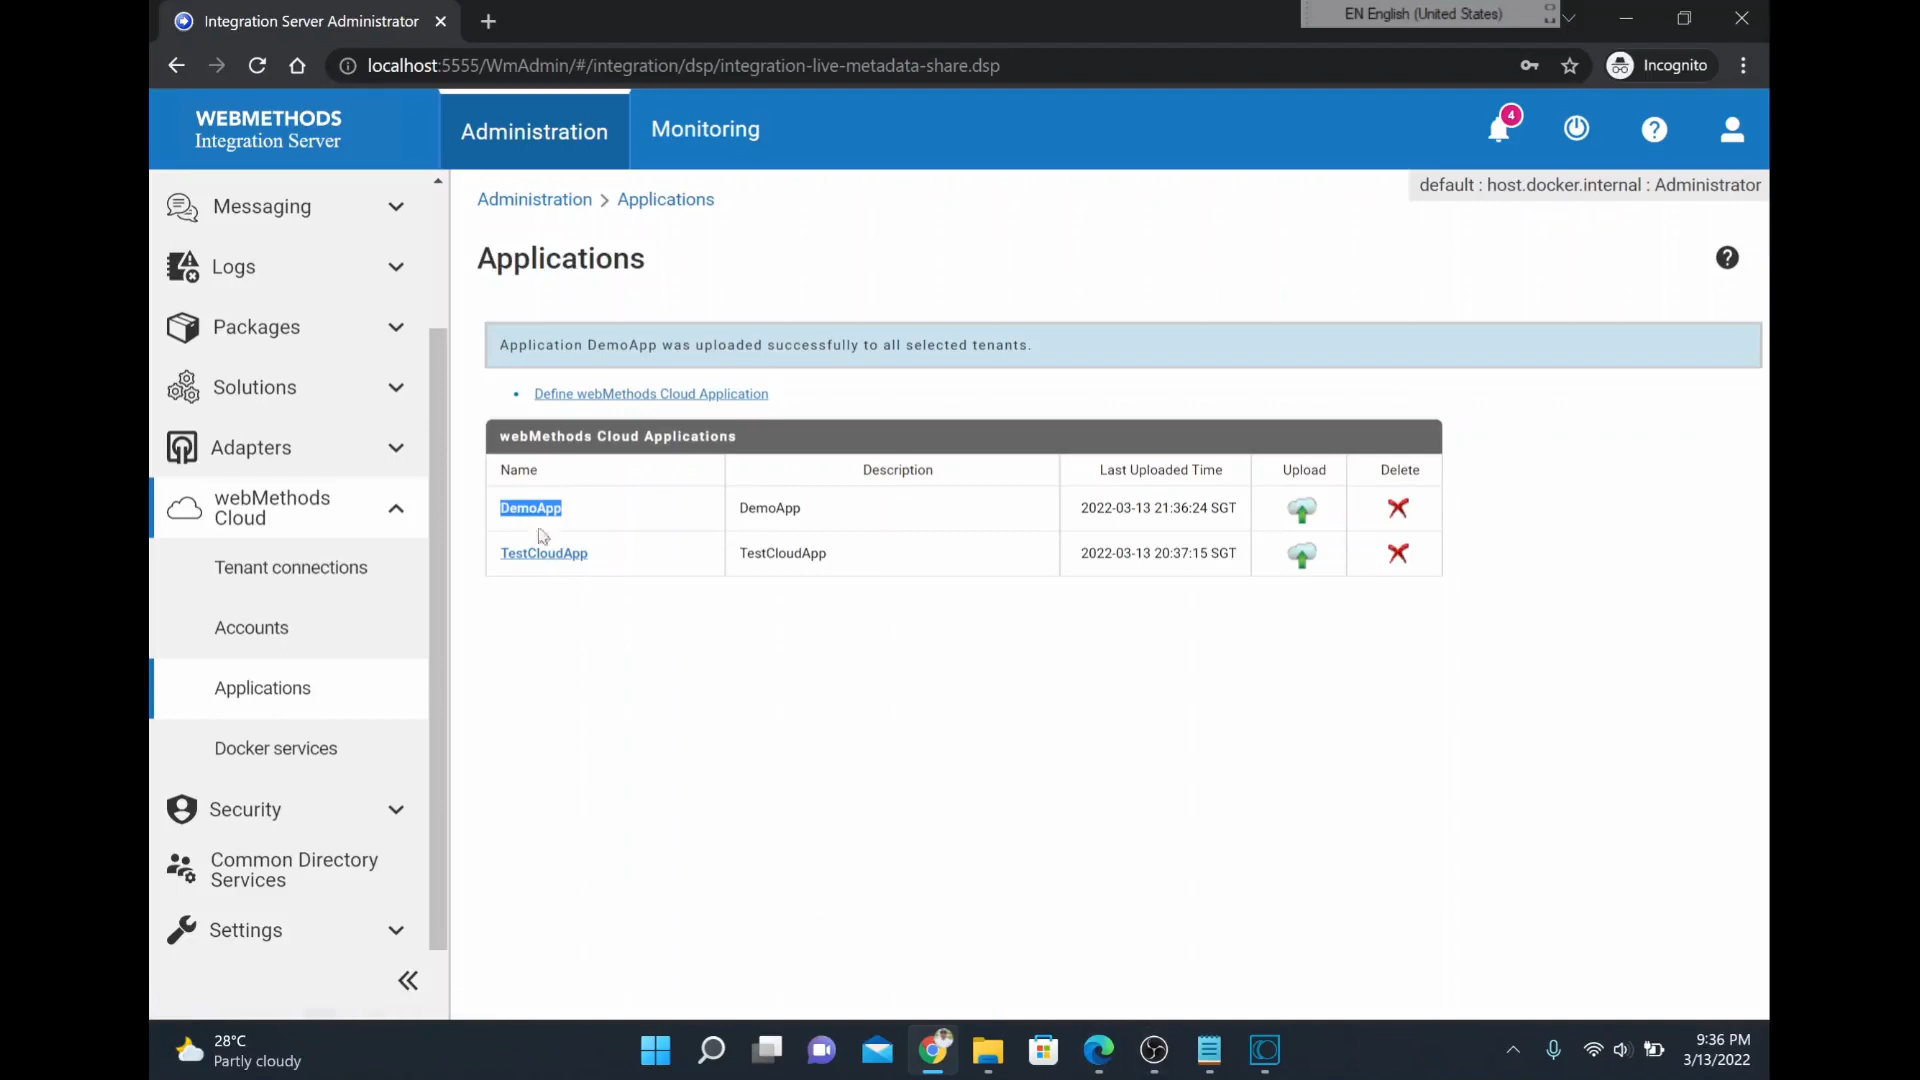 Integration Server Administrator
EN English (United States)
localhost:5555/WmAdmin/#/integration/dsp/integration-live-metadata-share.dsp
Incognito
WEBMETHODS
Integration Server
Administration
Monitoring
4
default : host.docker.internal : Administrator
Messaging
Logs
Packages
Solutions
Adapters
webMethods
Cloud
Tenant connections
Accounts
Applications
Docker services
Security
Common Directory
Services
Settings
Administration > Applications
Applications
Application DemoApp was uploaded successfully to all selected tenants.
Define webMethods Cloud Application
webMethods Cloud Applications
Name Description Last Uploaded Time Upload Delete
DemoApp DemoApp 2022-03-13 21:36:24 SGT
TestCloudApp TestCloudApp 2022-03-13 20:37:15 SGT
28°C
Partly cloudy
9:36 PM
3/13/2022